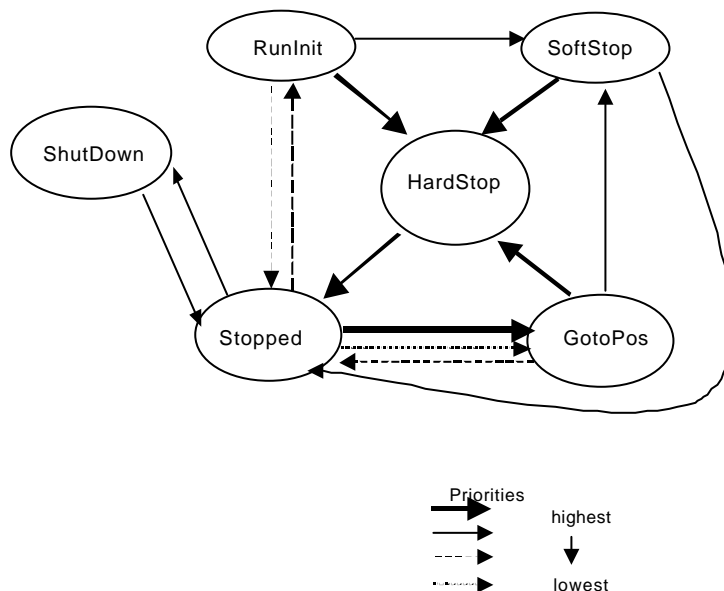 RunInit
SoftStop
ShutDown
HardStop
Stopped
GotoPos
Priorities
highest
lowest